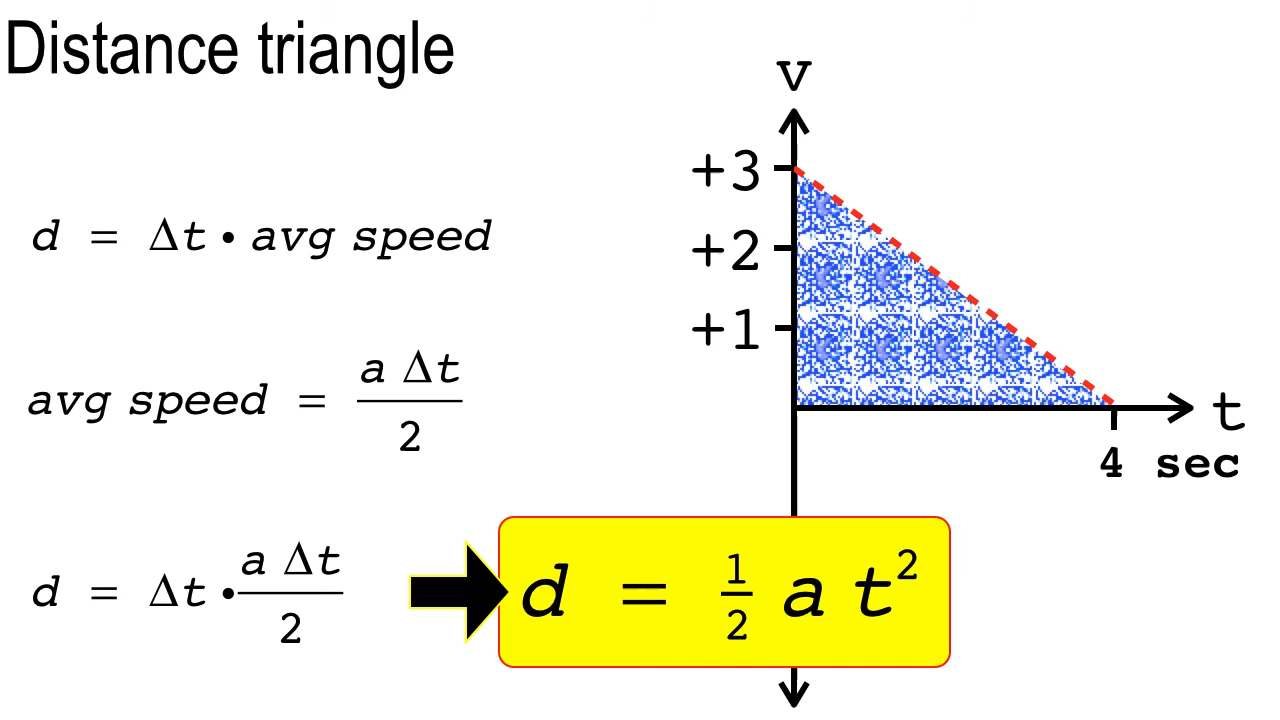 Distance triangle
d = Δt • avg speed
avg speed = a Δt / 2
d = Δt • a Δt / 2
d = ½ a t²
v
+3
+2
+1
t
4 sec